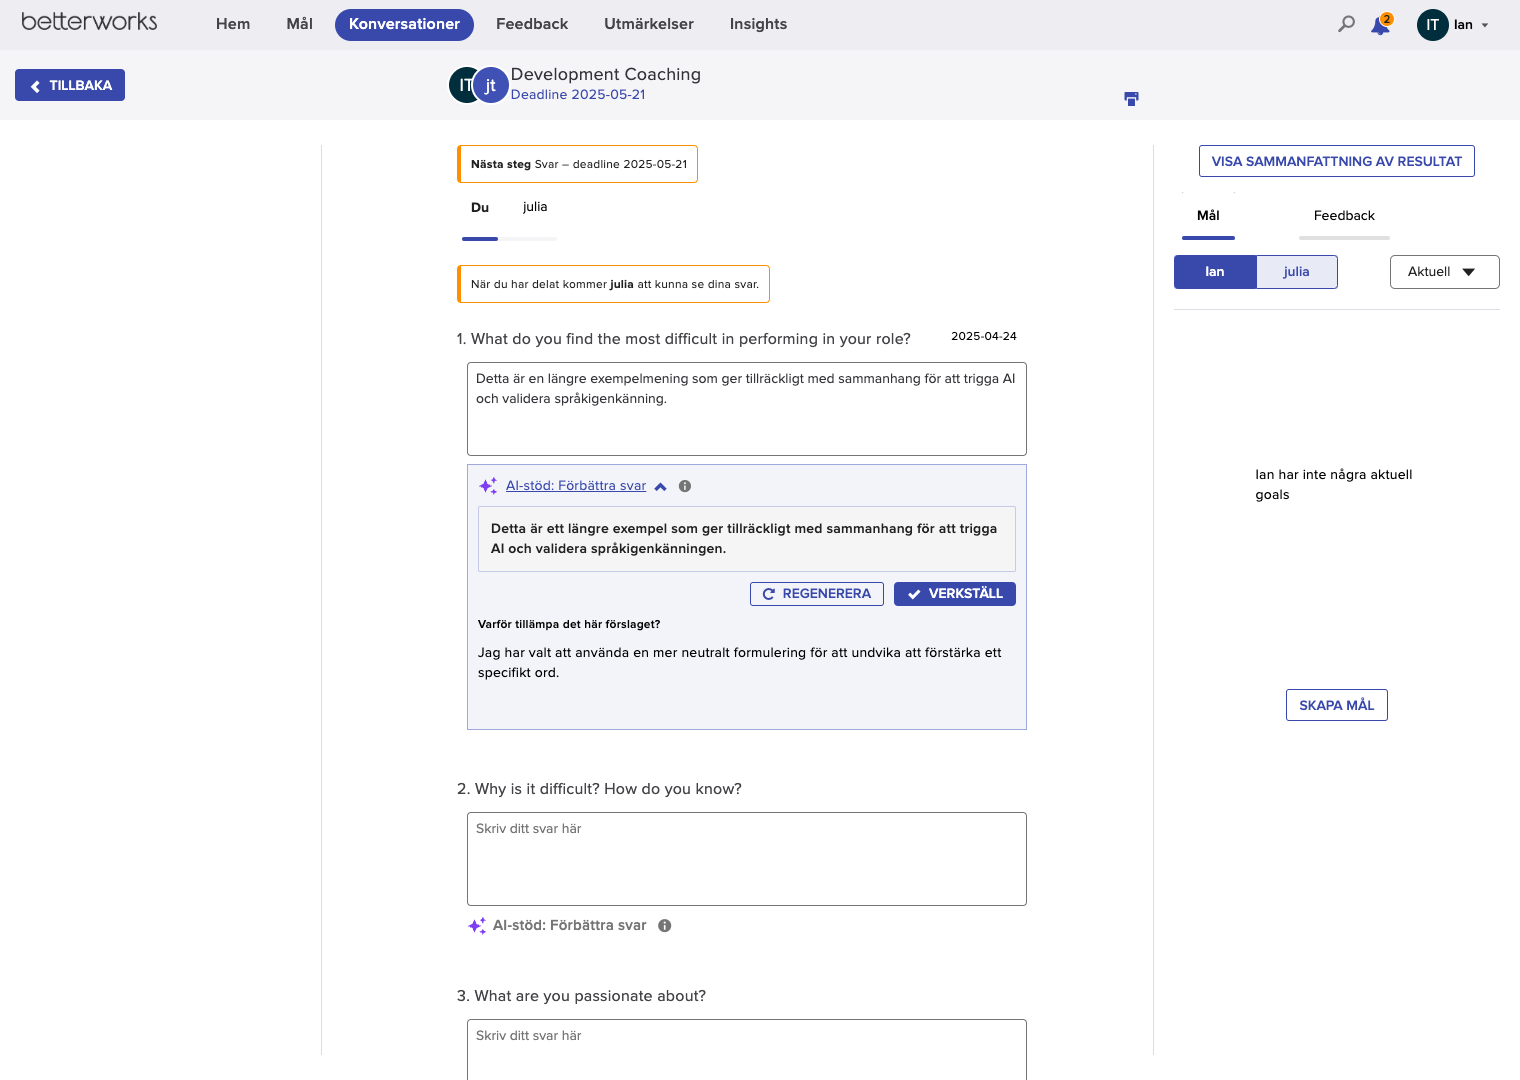 betterworks
Hem
Mål
Konversationer
Feedback
Utmärkelser
Insights
2
IT
Ian
TILLBAKA
IT
jt
Development Coaching
Deadline 2025-05-21
Nästa steg Svar – deadline 2025-05-21
Du
julia
När du har delat kommer julia att kunna se dina svar.
1. What do you find the most difficult in performing in your role?
2025-04-24
Detta är en längre exempelmening som ger tillräckligt med sammanhang för att trigga AI
och validera språkigenkänning.
AI-stöd: Förbättra svar
Detta är ett längre exempel som ger tillräckligt med sammanhang för att trigga
AI och validera språkigenkänningen.
REGENERERA
VERKSTÄLL
Varför tillämpa det här förslaget?
Jag har valt att använda en mer neutralt formulering för att undvika att förstärka ett
specifikt ord.
2. Why is it difficult? How do you know?
Skriv ditt svar här
AI-stöd: Förbättra svar
3. What are you passionate about?
Skriv ditt svar här
VISA SAMMANFATTNING AV RESULTAT
Mål
Feedback
Ian
julia
Aktuell
Ian har inte några aktuell
goals
SKAPA MÅL